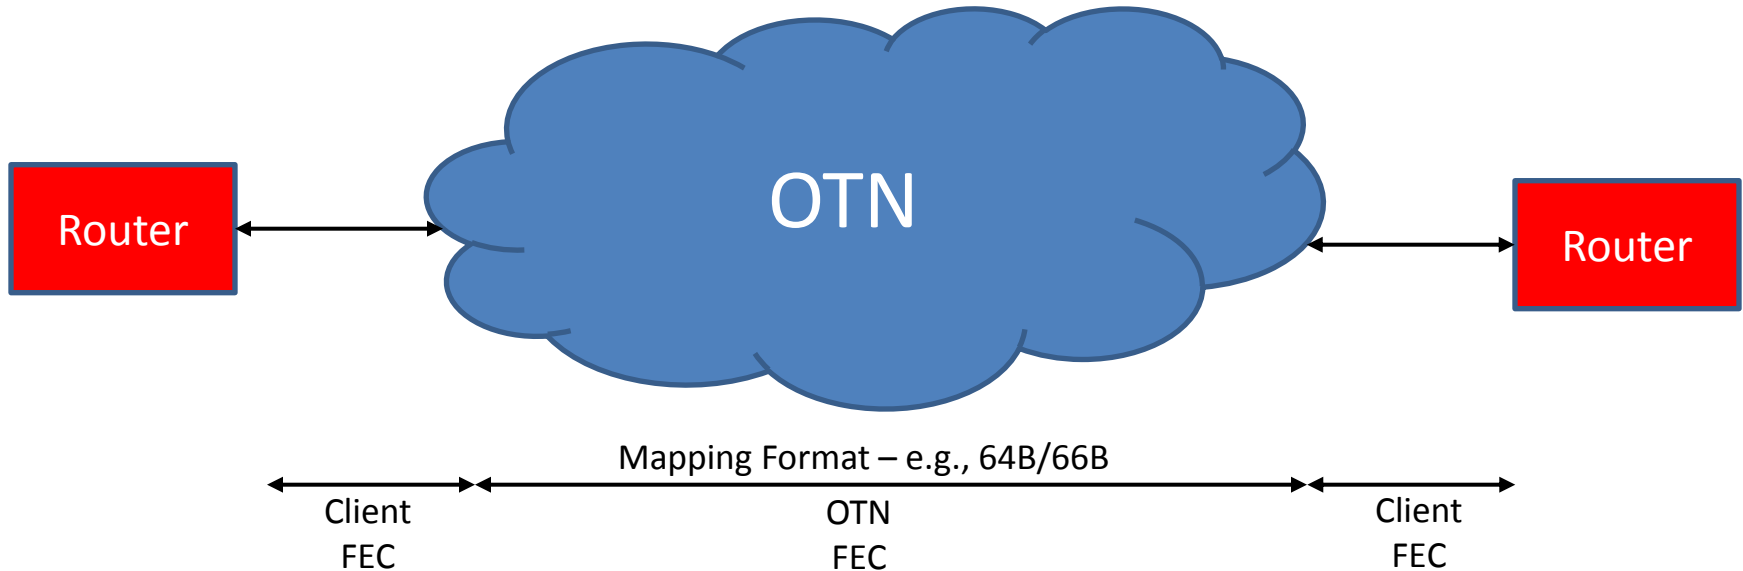 OTN
Router
Router
Mapping Format – e.g., 64B/66B
Client
FEC
OTN
FEC
Client
FEC